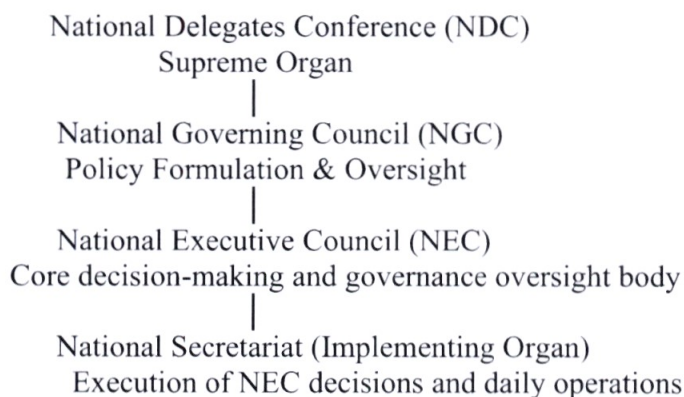 National Delegates Conference (NDC)
Supreme Organ
National Governing Council (NGC)
Policy Formulation & Oversight
National Executive Council (NEC)
Core decision-making and governance oversight body
National Secretariat (Implementing Organ)
Execution of NEC decisions and daily operations